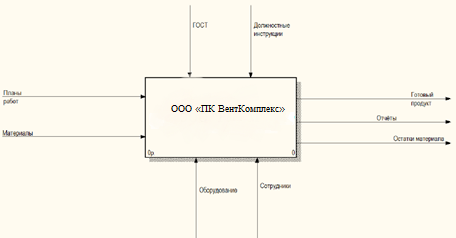 ГОСТ
Должностные
инструкции
Планы
работ
Материалы
ООО «ПК ВентКомплекс»
0р.
0
Готовый
продукт
Отчёты
Остатки материала
Оборудование
Сотрудники